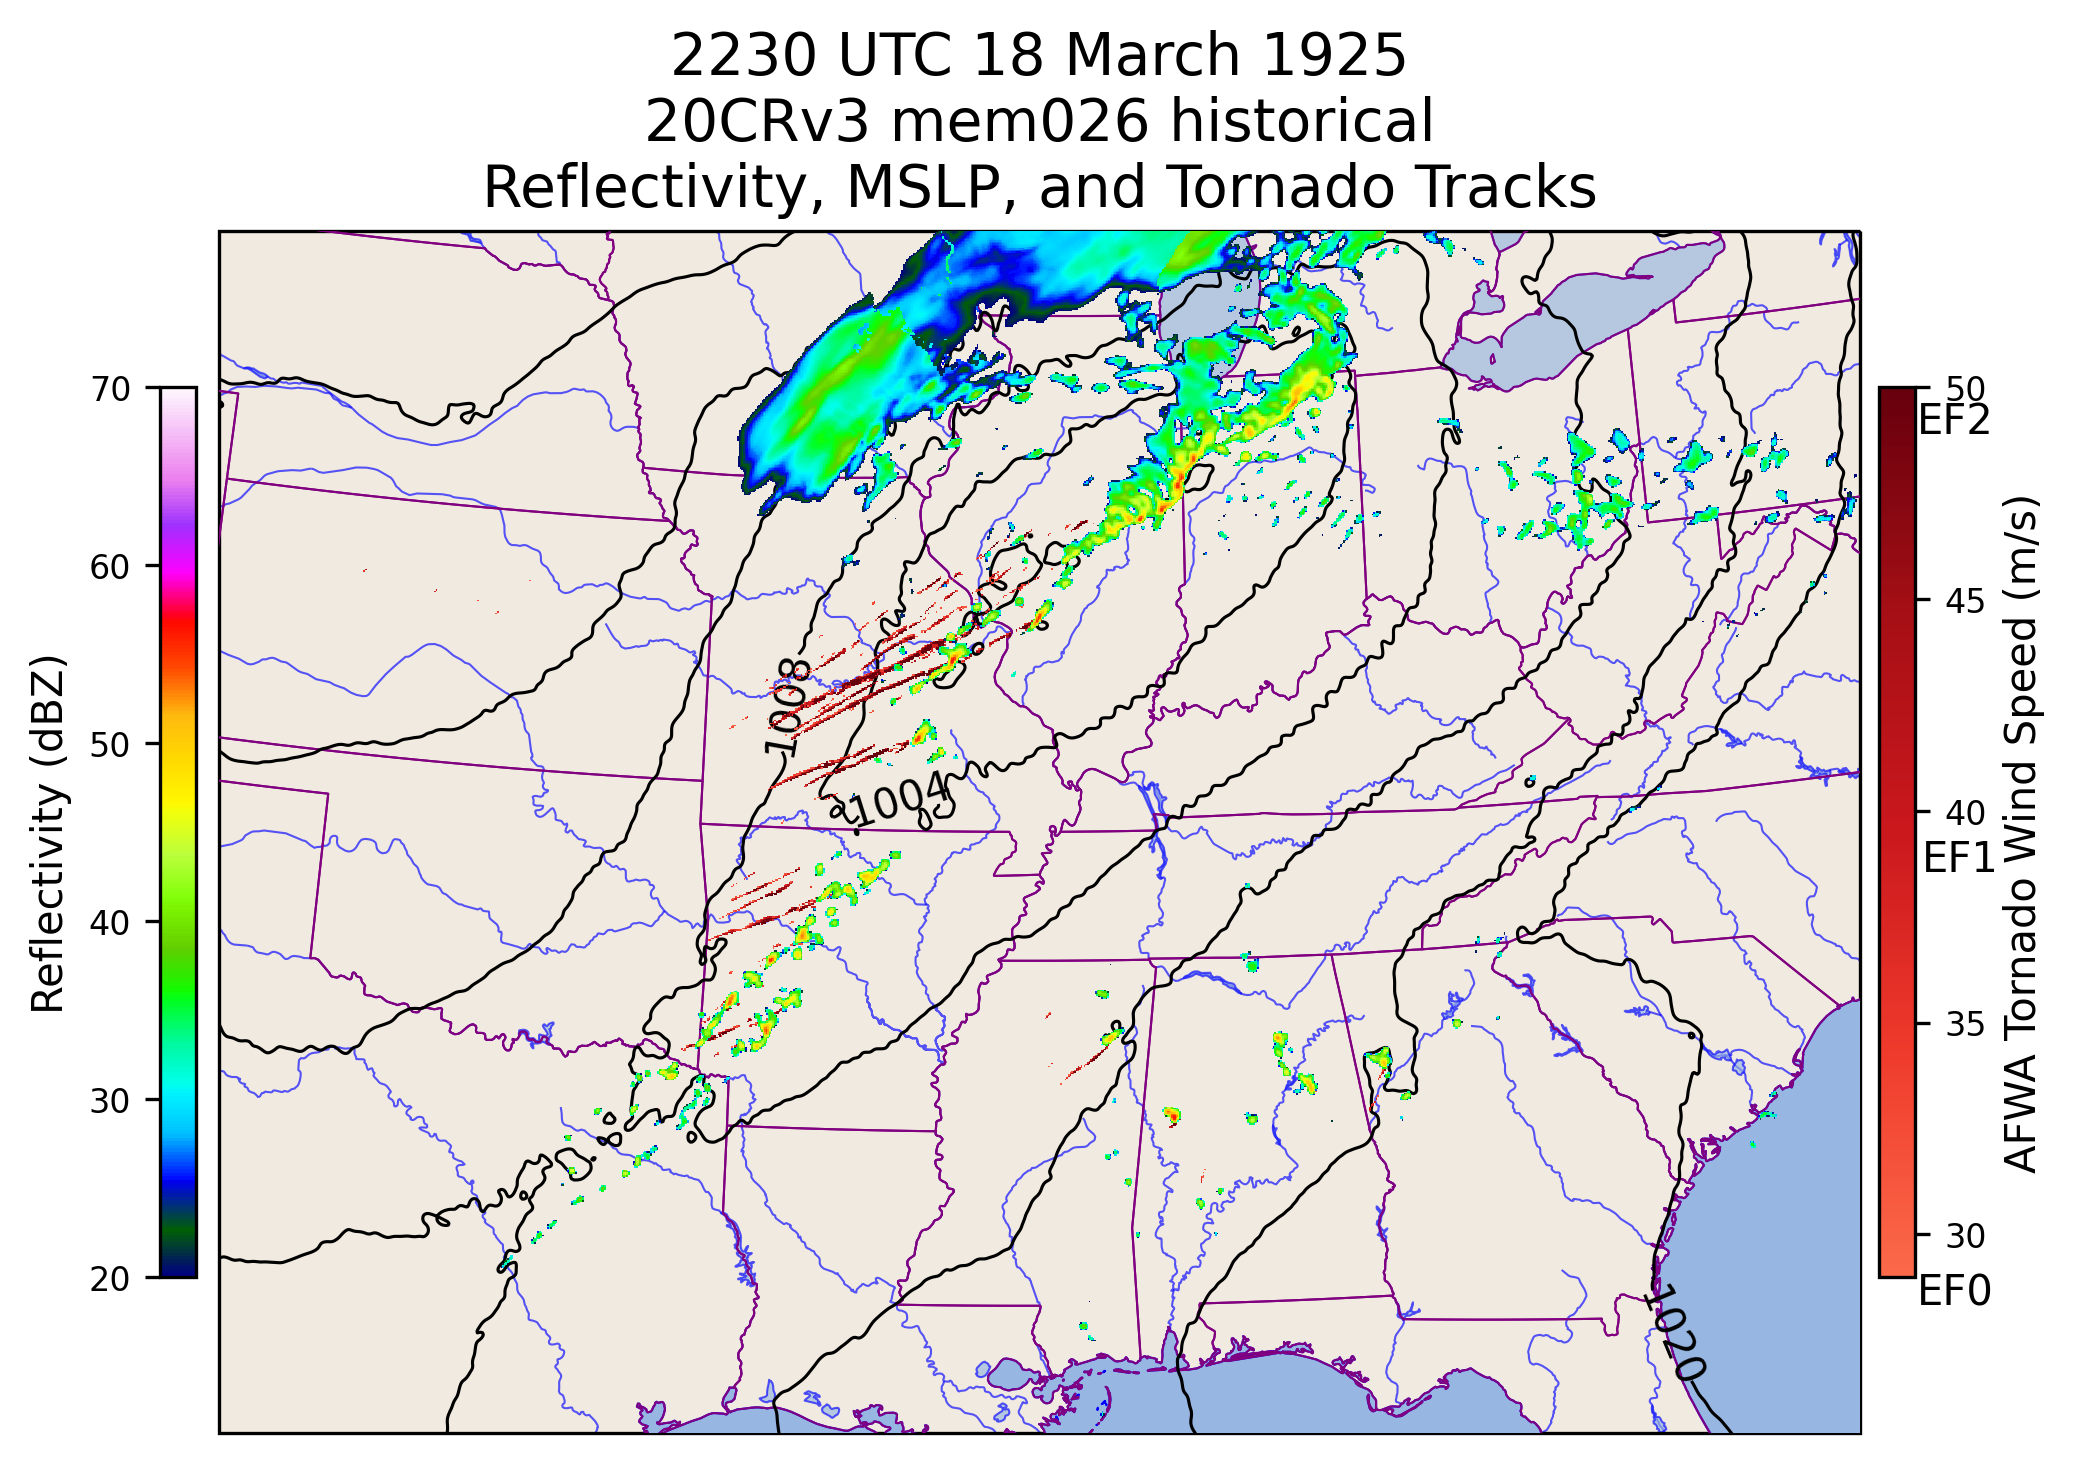 2230 UTC 18 March 1925
20CRv3 mem026 historical
Reflectivity, MSLP, and Tornado Tracks
70
60
50
40
30
20
Reflectivity (dBZ)
1008
1004
1020
50
EF2
45
40
EF1
35
30
EF0
AFWA Tornado Wind Speed (m/s)